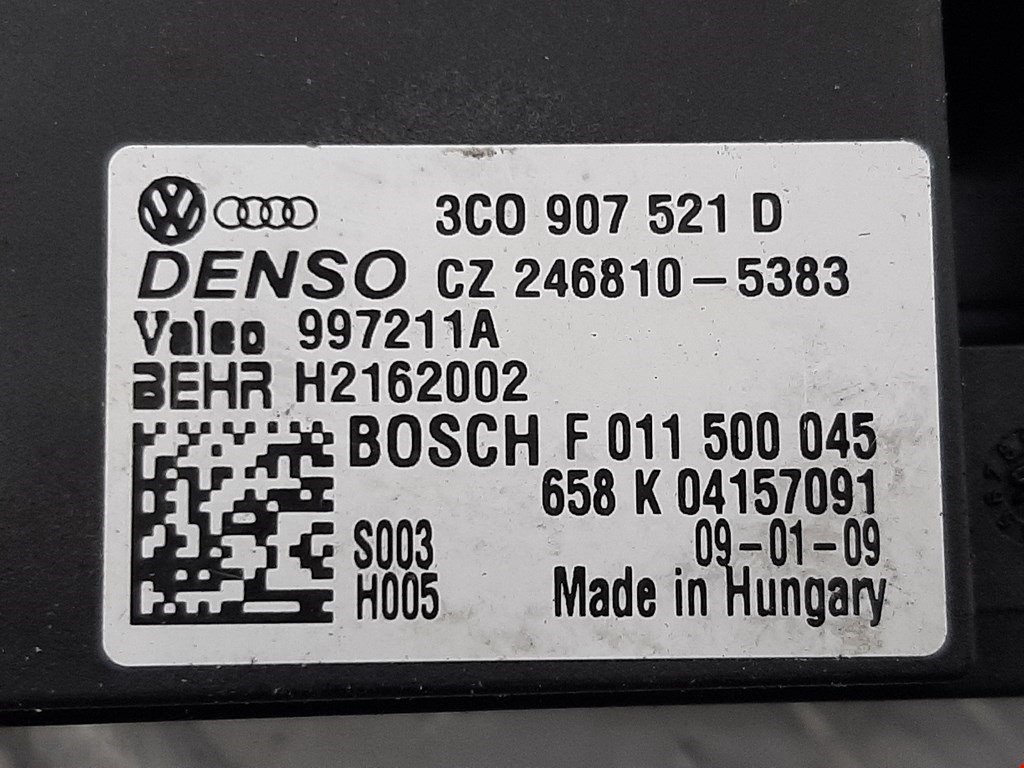 3C0 907 521 D
DENSO CZ 246810-5383
Valeo 997211A
BEHR H2162002
BOSCH F 011 500 045
658 K 04157091
S003 09-01-09
H005 Made in Hungary